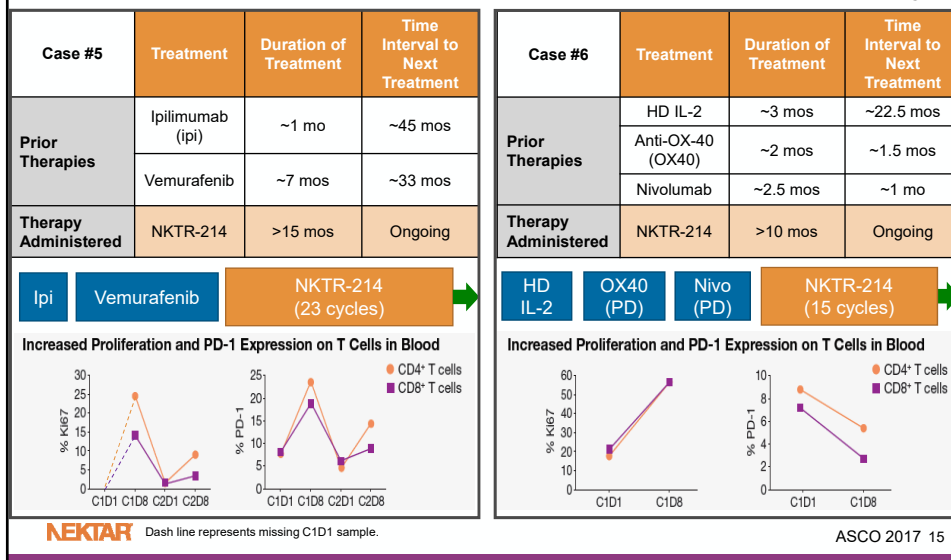 Case #5
Treatment
Duration of
Treatment
Time
Interval to
Next
Treatment
Prior
Therapies
Ipilimumab
(ipi)
~1 mo
~45 mos
Vemurafenib
~7 mos
~33 mos
Therapy
Administered
NKTR-214
>15 mos
Ongoing
Ipi
Vemurafenib
NKTR-214
(23 cycles)
Increased Proliferation and PD-1 Expression on T Cells in Blood
% Ki67
30
25
20
15
10
5
0
C1D1 C1D8 C2D1 C2D8
% PD-1
25
20
15
10
5
0
C1D1 C1D8 C2D1 C2D8
CD4+ T cells
CD8+ T cells
Case #6
Treatment
Duration of
Treatment
Time
Interval to
Next
Treatment
Prior
Therapies
HD IL-2
~3 mos
~22.5 mos
Anti-OX-40
(OX40)
~2 mos
~1.5 mos
Nivolumab
~2.5 mos
~1 mo
Therapy
Administered
NKTR-214
>10 mos
Ongoing
HD
IL-2
OX40
(PD)
Nivo
(PD)
NKTR-214
(15 cycles)
Increased Proliferation and PD-1 Expression on T Cells in Blood
% Ki67
60
50
40
30
20
10
0
C1D1 C1D8
% PD-1
10
8
6
4
2
0
C1D1 C1D8
CD4+ T cells
CD8+ T cells
NEKTAR
Dash line represents missing C1D1 sample.
ASCO 2017 15